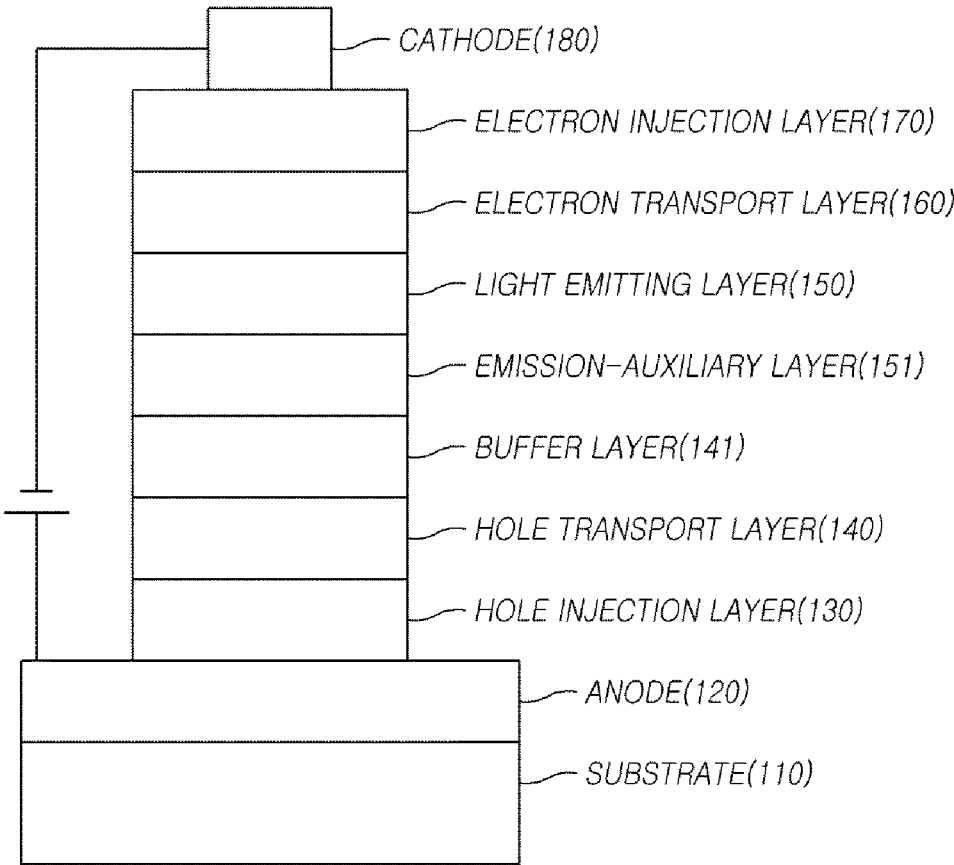 CATHODE(180)
ELECTRON INJECTION LAYER(170)
ELECTRON TRANSPORT LAYER(160)
LIGHT EMITTING LAYER(150)
EMISSION-AUXILIARY LAYER(151)
BUFFER LAYER(141)
HOLE TRANSPORT LAYER(140)
HOLE INJECTION LAYER(130)
ANODE(120)
SUBSTRATE(110)